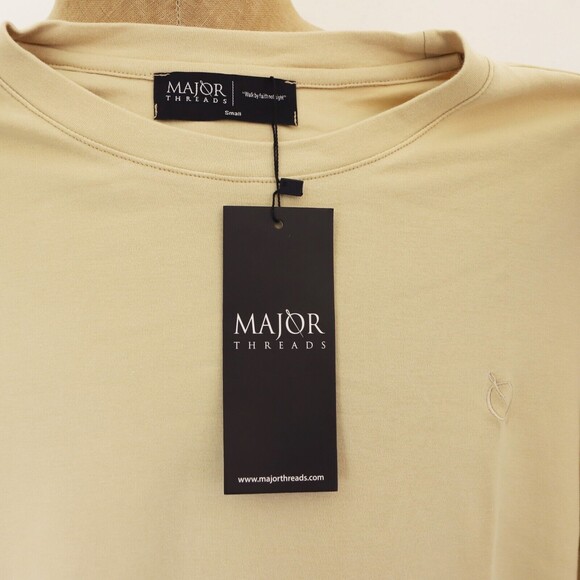 MAJOR
THREADS
"Walk by faith not sight"
Small
MAJOR
THREADS
www.majorthreads.com